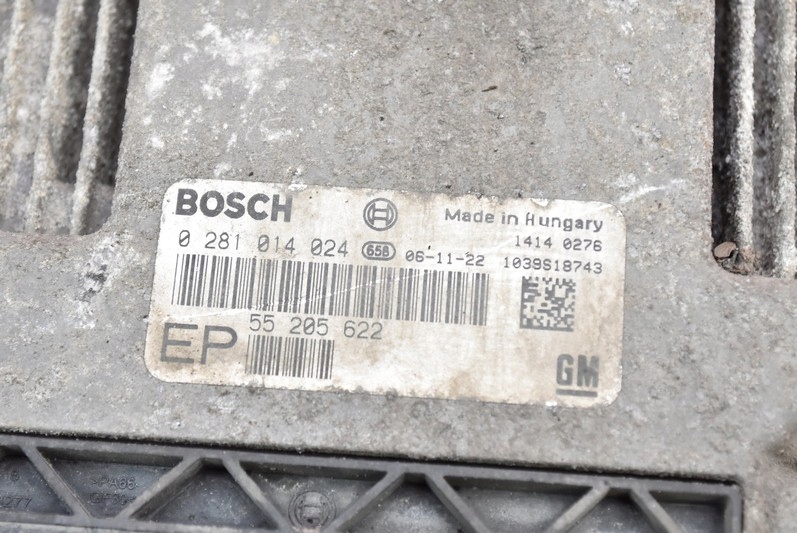 BOSCH
Made in Hungary
1414 0276
0 281 014 024 658 06-11-22 1039S18743
EP 55 205 622
GM